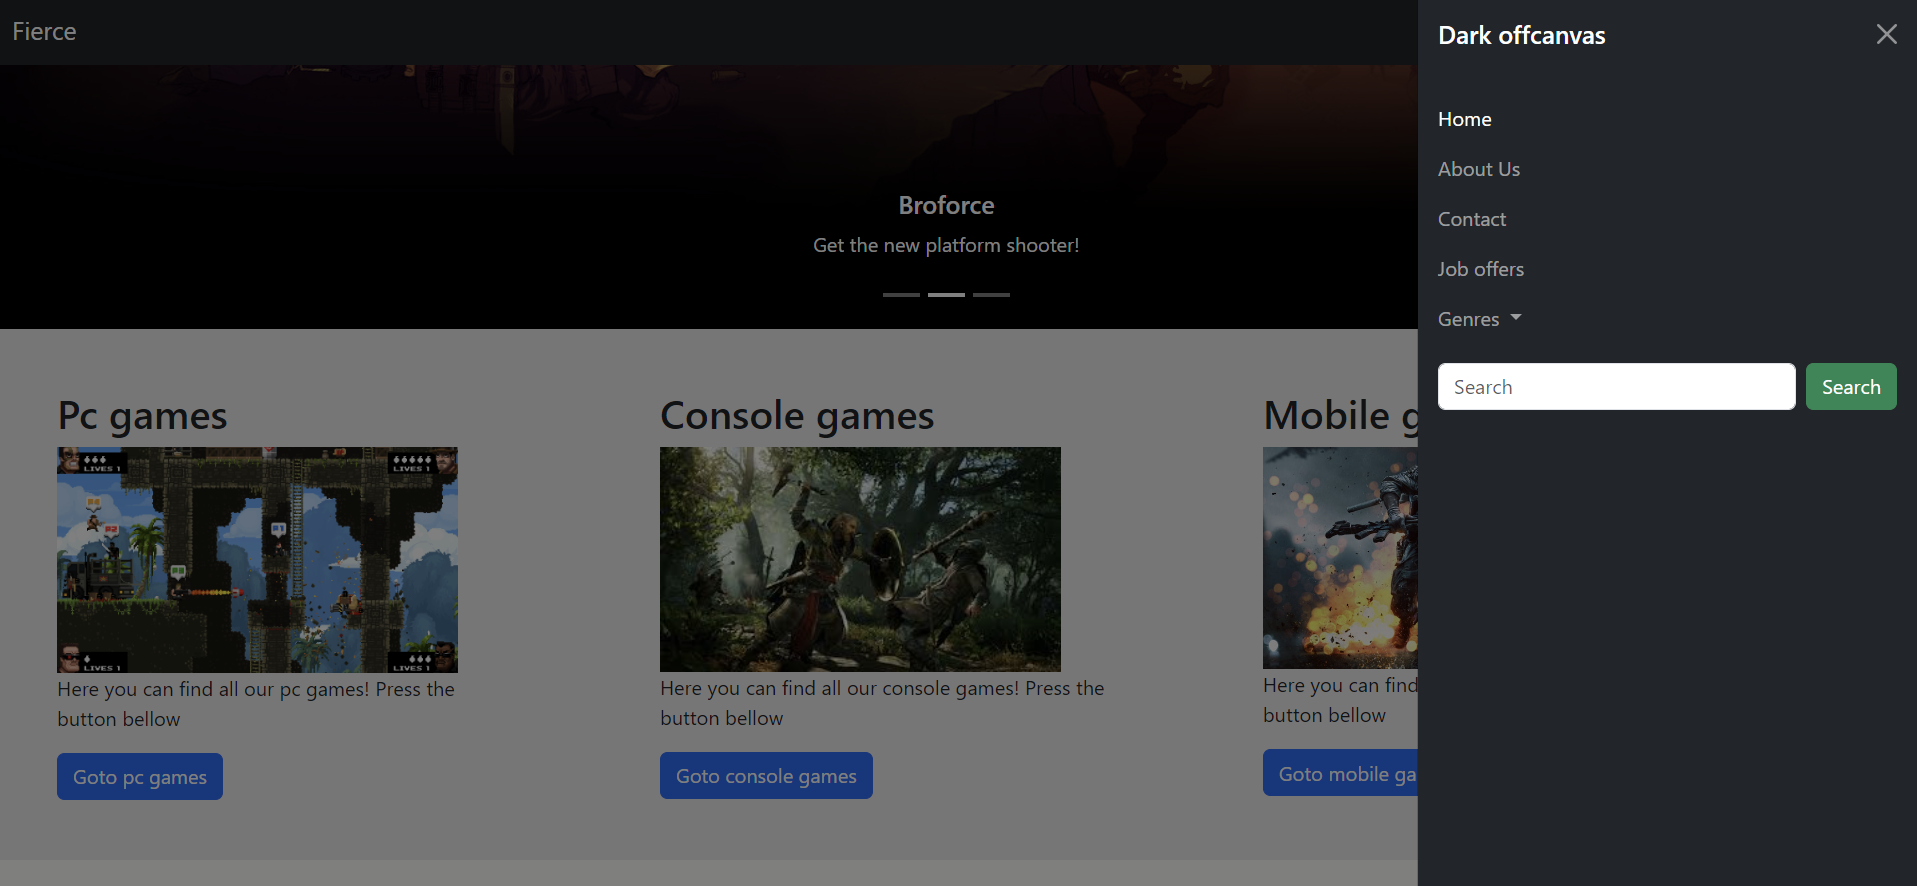 Fierce
Dark offcanvas
Home
About Us
Contact
Job offers
Genres
Search
Search
Broforce
Get the new platform shooter!
Pc games
LIVES 1
LIVES 1
P1
LIVES 1
LIVES 1
Here you can find all our pc games! Press the
button bellow
Goto pc games
Console games
Here you can find all our console games! Press the
button bellow
Goto console games
Mobile g
Here you can find
button bellow
Goto mobile ga